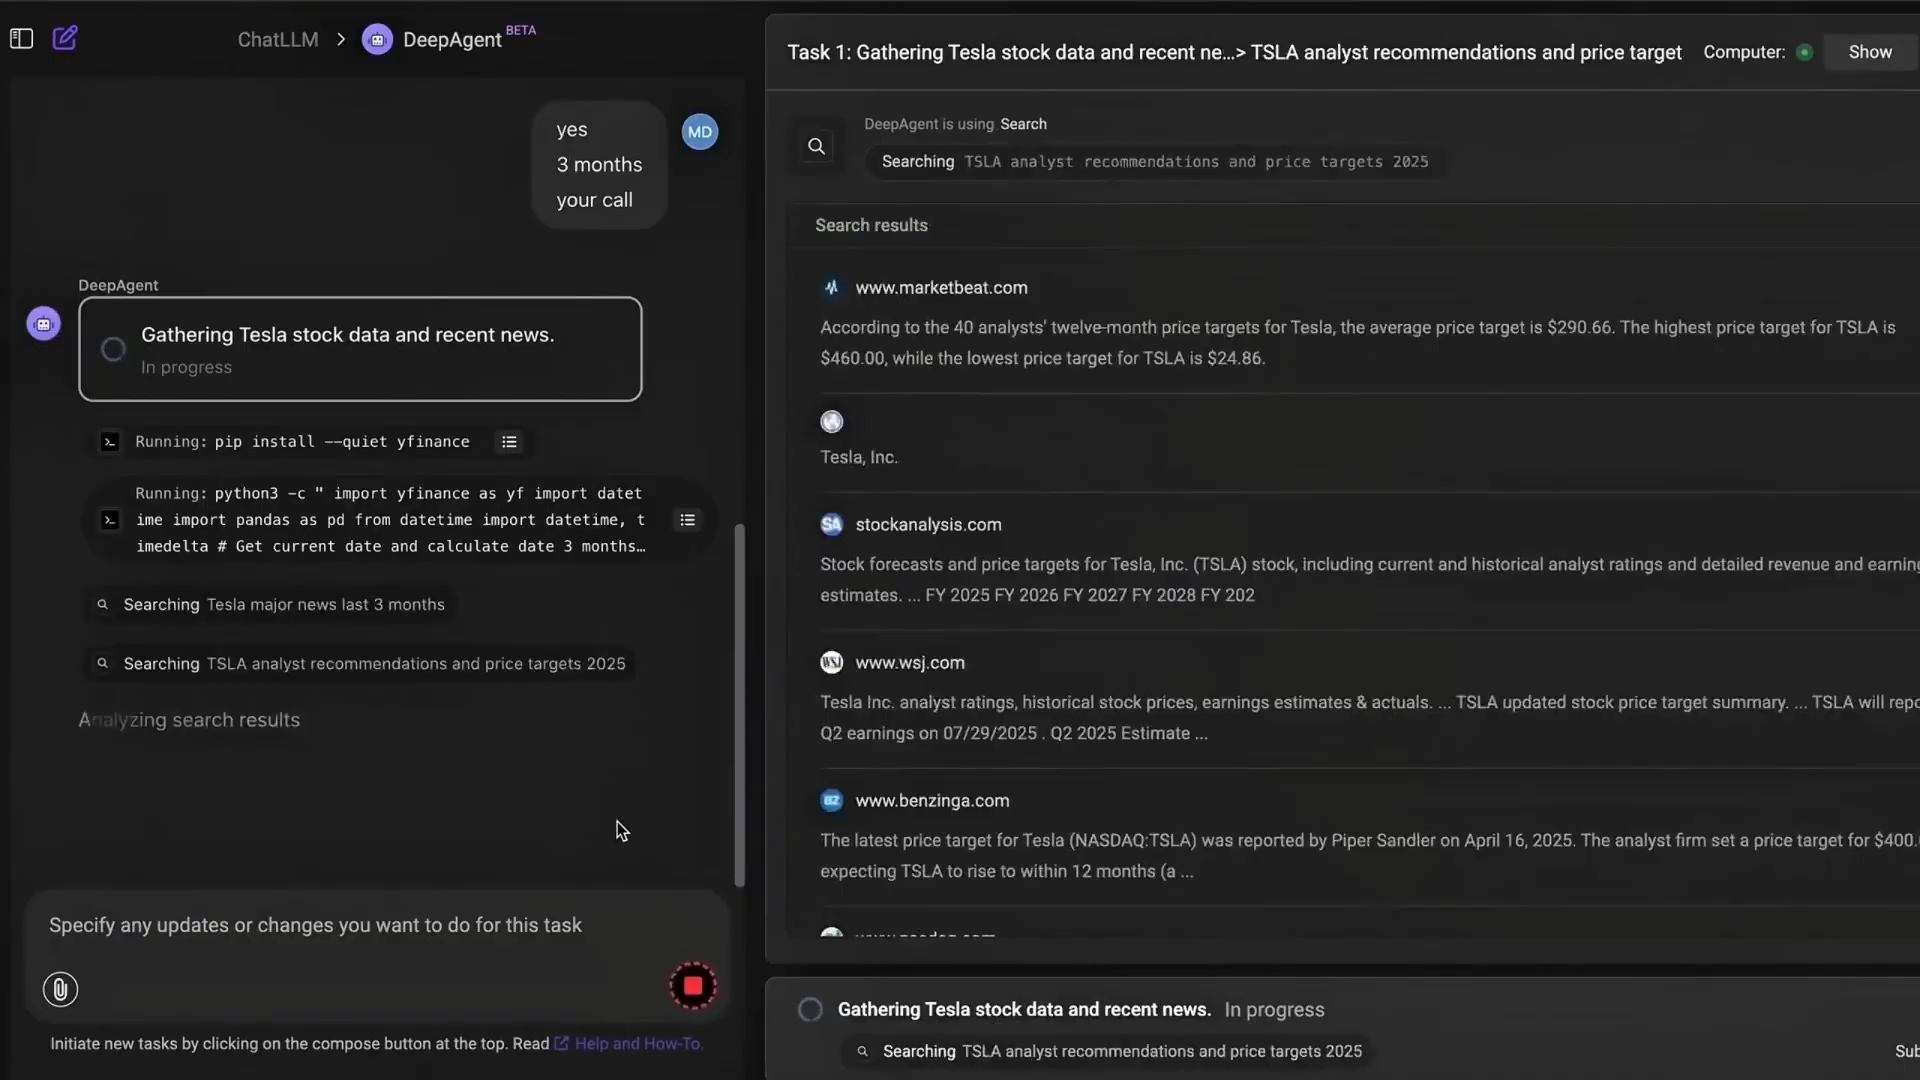 ChatLLM > DeepAgent BETA
yes
3 months
your call
MD
DeepAgent
Gathering Tesla stock data and recent news.
In progress
Running: pip install --quiet yfinance
Running: python3 -c " import yfinance as yf import datet
ime import pandas as pd from datetime import datetime, t
imedelta # Get current date and calculate date 3 months…
Searching Tesla major news last 3 months
Searching TSLA analyst recommendations and price targets 2025
Analyzing search results
Specify any updates or changes you want to do for this task
Initiate new tasks by clicking on the compose button at the top. Read Help and How-To.
Task 1: Gathering Tesla stock data and recent ne...> TSLA analyst recommendations and price target
Computer: Show
DeepAgent is using Search
Searching TSLA analyst recommendations and price targets 2025
Search results
www.marketbeat.com
According to the 40 analysts' twelve-month price targets for Tesla, the average price target is $290.66. The highest price target for TSLA is
$460.00, while the lowest price target for TSLA is $24.86.
Tesla, Inc.
SA stockanalysis.com
Stock forecasts and price targets for Tesla, Inc. (TSLA) stock, including current and historical analyst ratings and detailed revenue and earning
estimates. ... FY 2025 FY 2026 FY 2027 FY 2028 FY 202
WSJ www.wsj.com
Tesla Inc. analyst ratings, historical stock prices, earnings estimates & actuals. ... TSLA updated stock price target summary. ... TSLA will repo
Q2 earnings on 07/29/2025 . Q2 2025 Estimate ...
BZ www.benzinga.com
The latest price target for Tesla (NASDAQ:TSLA) was reported by Piper Sandler on April 16, 2025. The analyst firm set a price target for $400.
expecting TSLA to rise to within 12 months (a ...
Gathering Tesla stock data and recent news. In progress
Searching TSLA analyst recommendations and price targets 2025
Sub